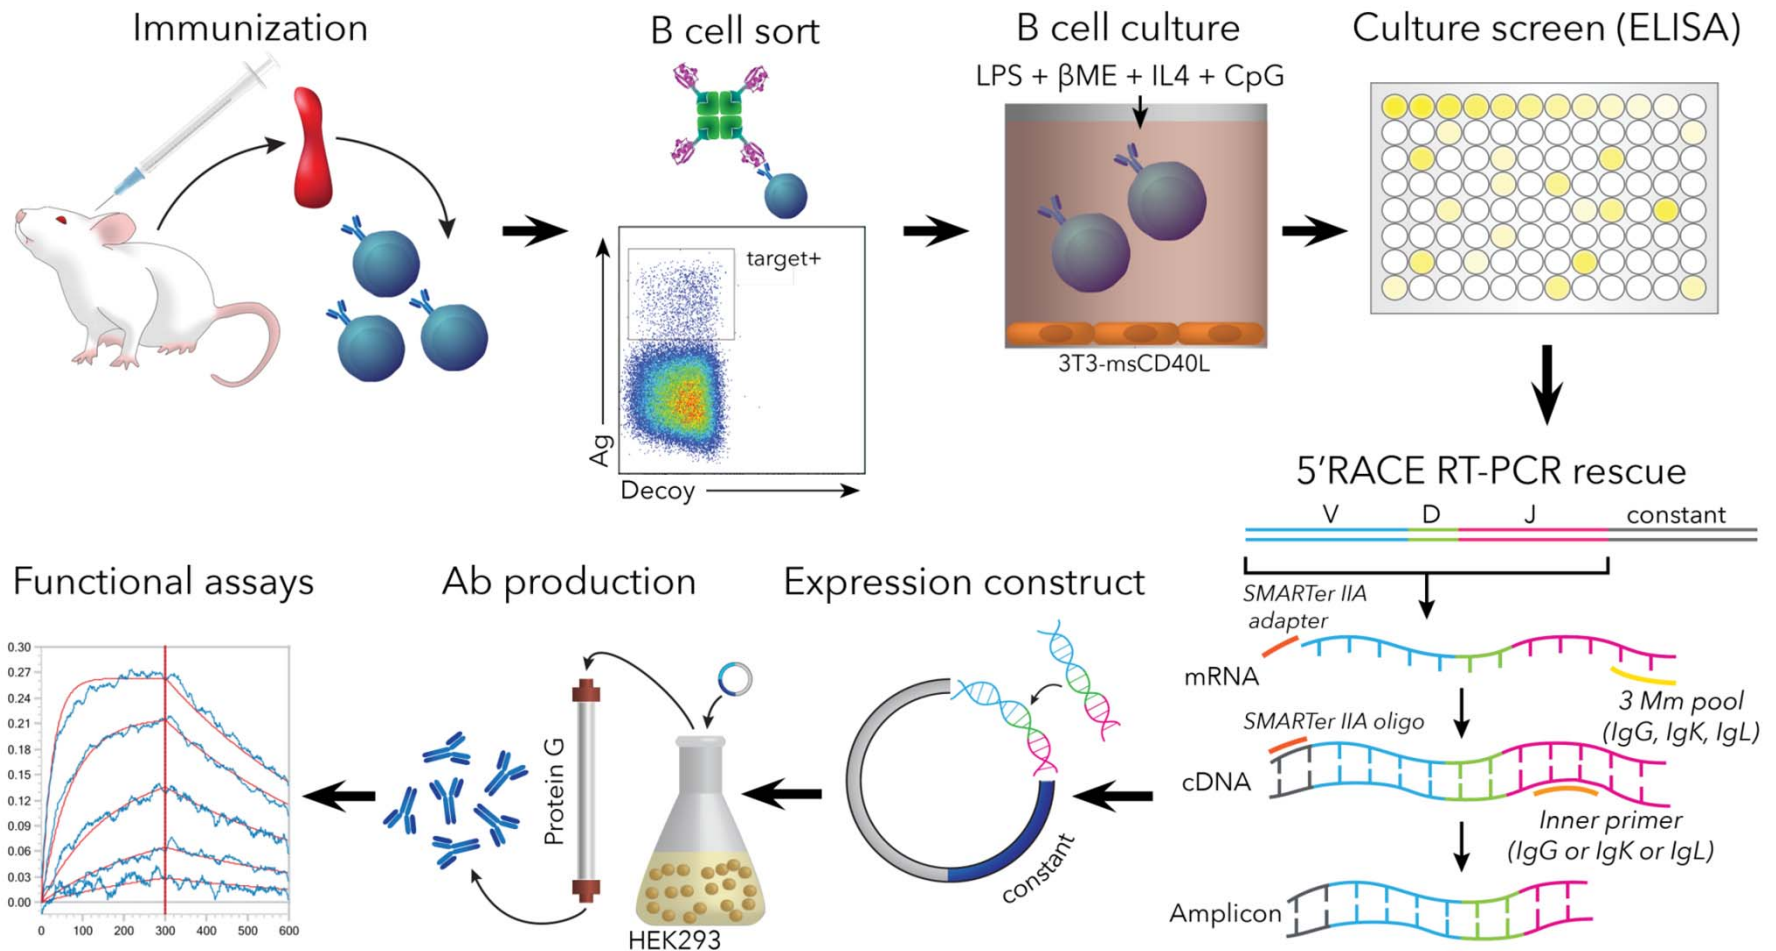 Immunization
B cell sort
target+
Ag
Decoy
B cell culture
LPS + βME + IL4 + CpG
3T3-msCD40L
Culture screen (ELISA)
5’RACE RT-PCR rescue
V D J constant
SMARTer IIA
adapter
mRNA
3 Mm pool
(IgG, IgK, IgL)
SMARTer IIA oligo
cDNA
Inner primer
(IgG or IgK or IgL)
Amplicon
Expression construct
constant
Ab production
Protein G
HEK293
Functional assays
0.30
0.27
0.24
0.21
0.18
0.15
0.12
0.09
0.06
0.03
0.00
0 100 200 300 400 500 600